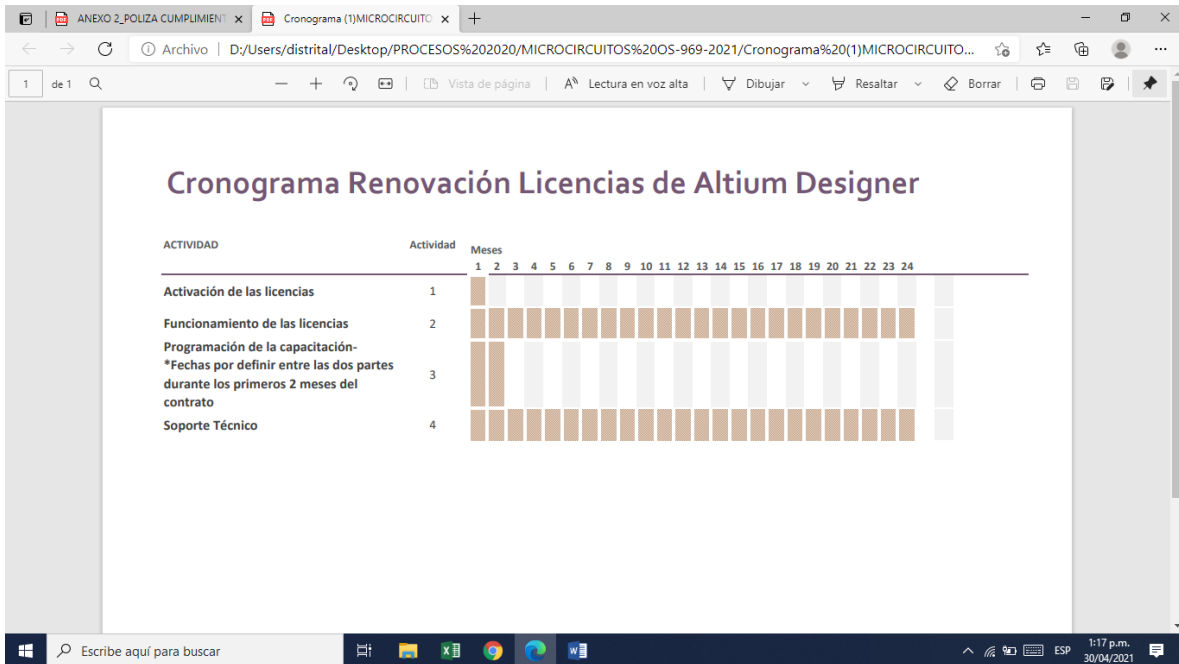 ANEXO 2_POLIZA CUMPLIMIENT
Cronograma (1)MICROCIRCUITO
Archivo D:/Users/distrital/Desktop/PROCESOS%202020/MICROCIRCUITOS%20OS-969-2021/Cronograma%20(1)MICROCIRCUITO...
1 de 1 Vista de página Lectura en voz alta Dibujar Resaltar Borrar
Cronograma Renovación Licencias de Altium Designer
ACTIVIDAD Actividad Meses
1 2 3 4 5 6 7 8 9 10 11 12 13 14 15 16 17 18 19 20 21 22 23 24
Activación de las licencias 1
Funcionamiento de las licencias 2
Programación de la capacitación-
*Fechas por definir entre las dos partes
durante los primeros 2 meses del
contrato
3
Soporte Técnico 4
Escribe aquí para buscar
ESP
1:17 p.m.
30/04/2021